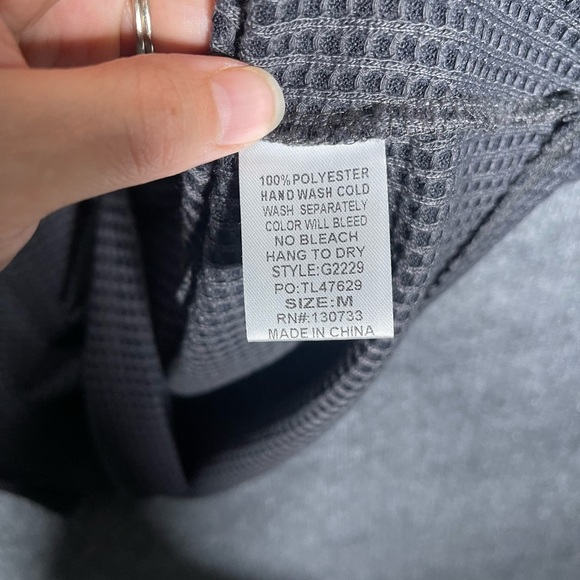 100% POLYESTER
HAND WASH COLD
WASH SEPARATELY
COLOR WILL BLEED
NO BLEACH
HANG TO DRY
STYLE:G2229
PO:TL47629
SIZE:M
RN#:130733
MADE IN CHINA